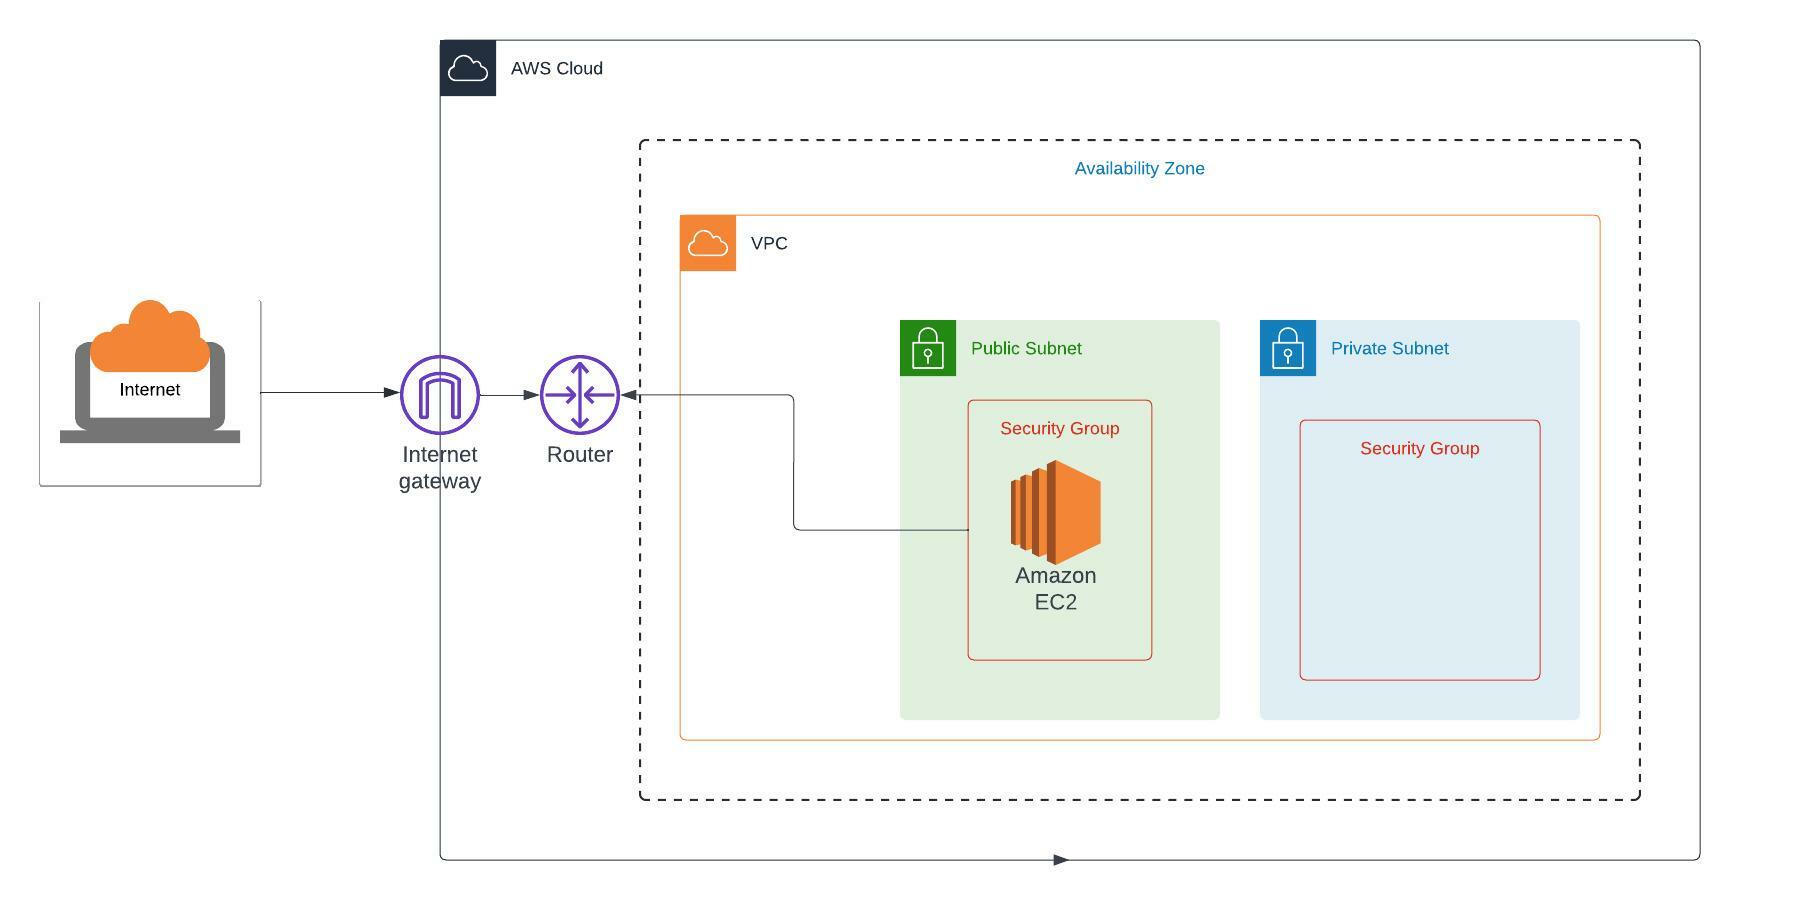 AWS Cloud
Availability Zone
VPC
Internet
Internet
gateway
Router
Public Subnet
Security Group
Amazon
EC2
Private Subnet
Security Group